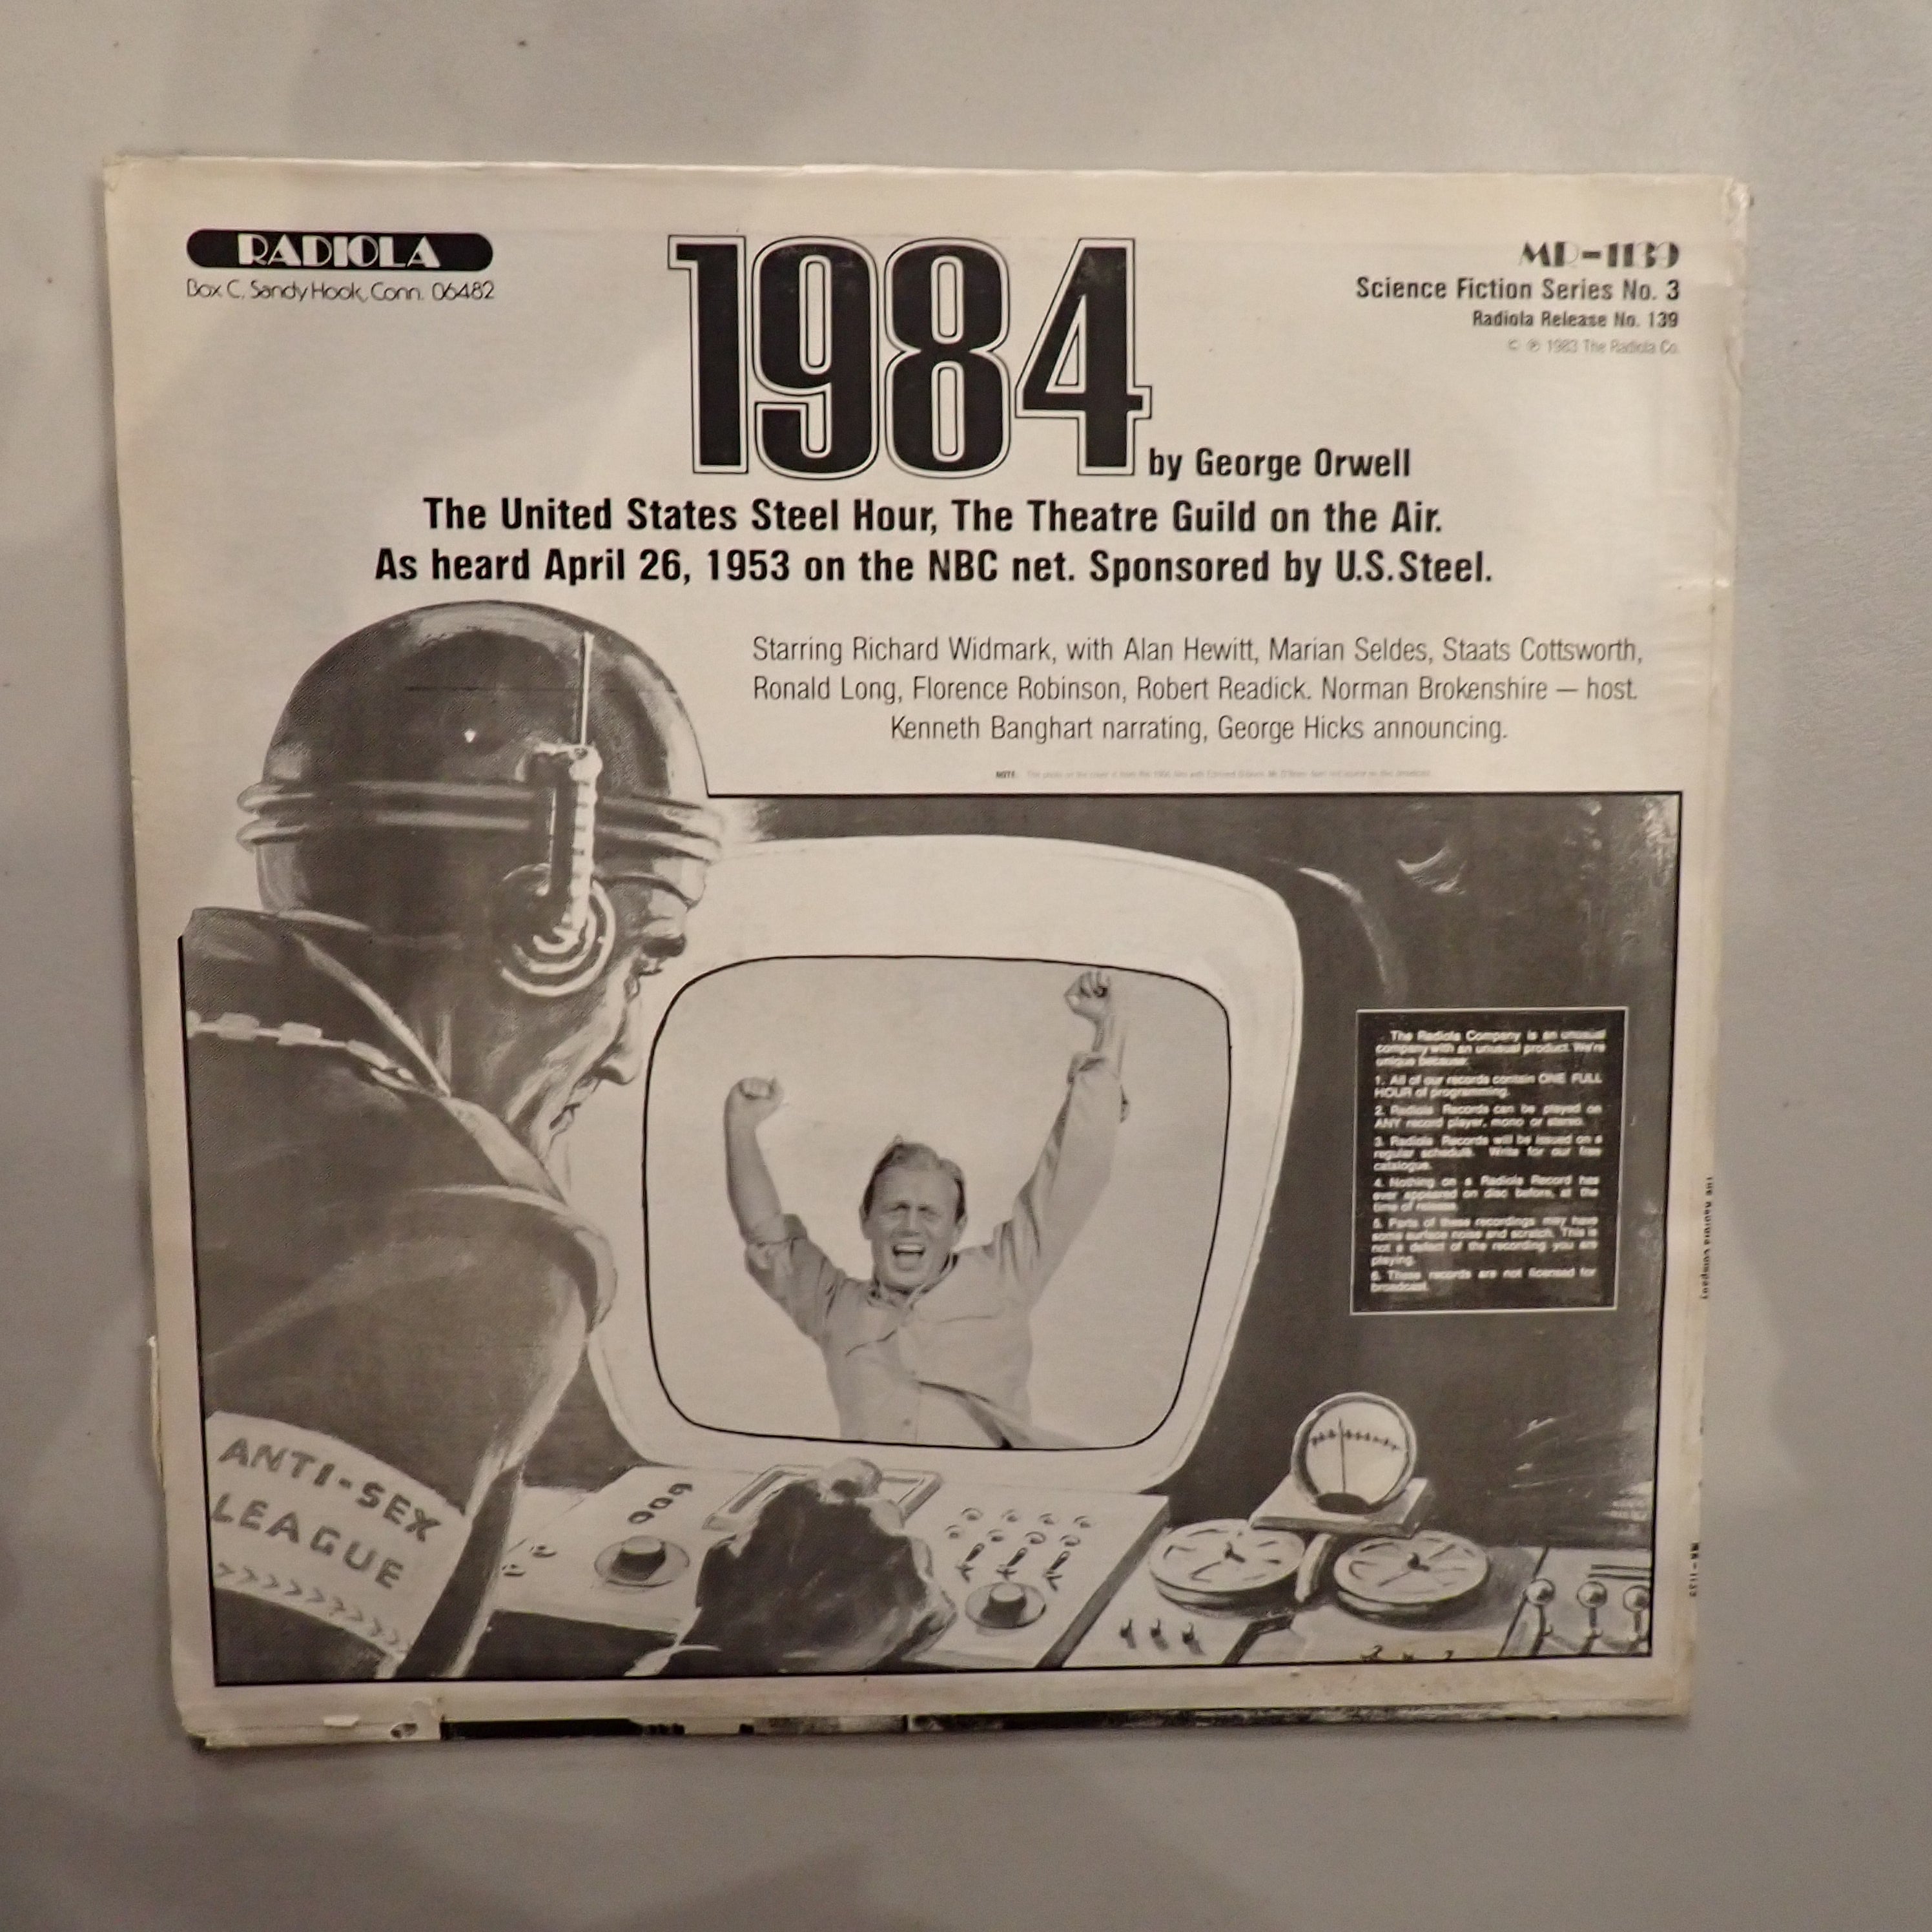 RADIOLA
Box C, Sandy Hook, Conn. 06482
1984
by George Orwell
MR-1139
Science Fiction Series No. 3
Radiola Release No. 139
© ℗ 1983 The Radiola Co.
The United States Steel Hour, The Theatre Guild on the Air.
As heard April 26, 1953 on the NBC net. Sponsored by U.S.Steel.
Starring Richard Widmark, with Alan Hewitt, Marian Seldes, Staats Cottsworth,
Ronald Long, Florence Robinson, Robert Readick. Norman Brokenshire — host.
Kenneth Banghart narrating, George Hicks announcing.
NOTE:
The Radiola Company is an unusual
company with an unusual product. We're
unique because:
1. All of our records contain ONE FULL
HOUR of programming.
2. Radiola Records can be played on
ANY record player, mono or stereo.
3. Radiola Records will be issued on a
regular schedule. Write for our free
catalogue.
4. Nothing on a Radiola Record has
ever appeared on disc before, at the
time of release.
5. Parts of these recordings may have
some surface noise and scratch. This is
not a defect of the recording you are
playing.
6. These records are not licensed for
broadcast.
ANTI-SEX
LEAGUE
THE RADIOLA COMPANY
MR-1139